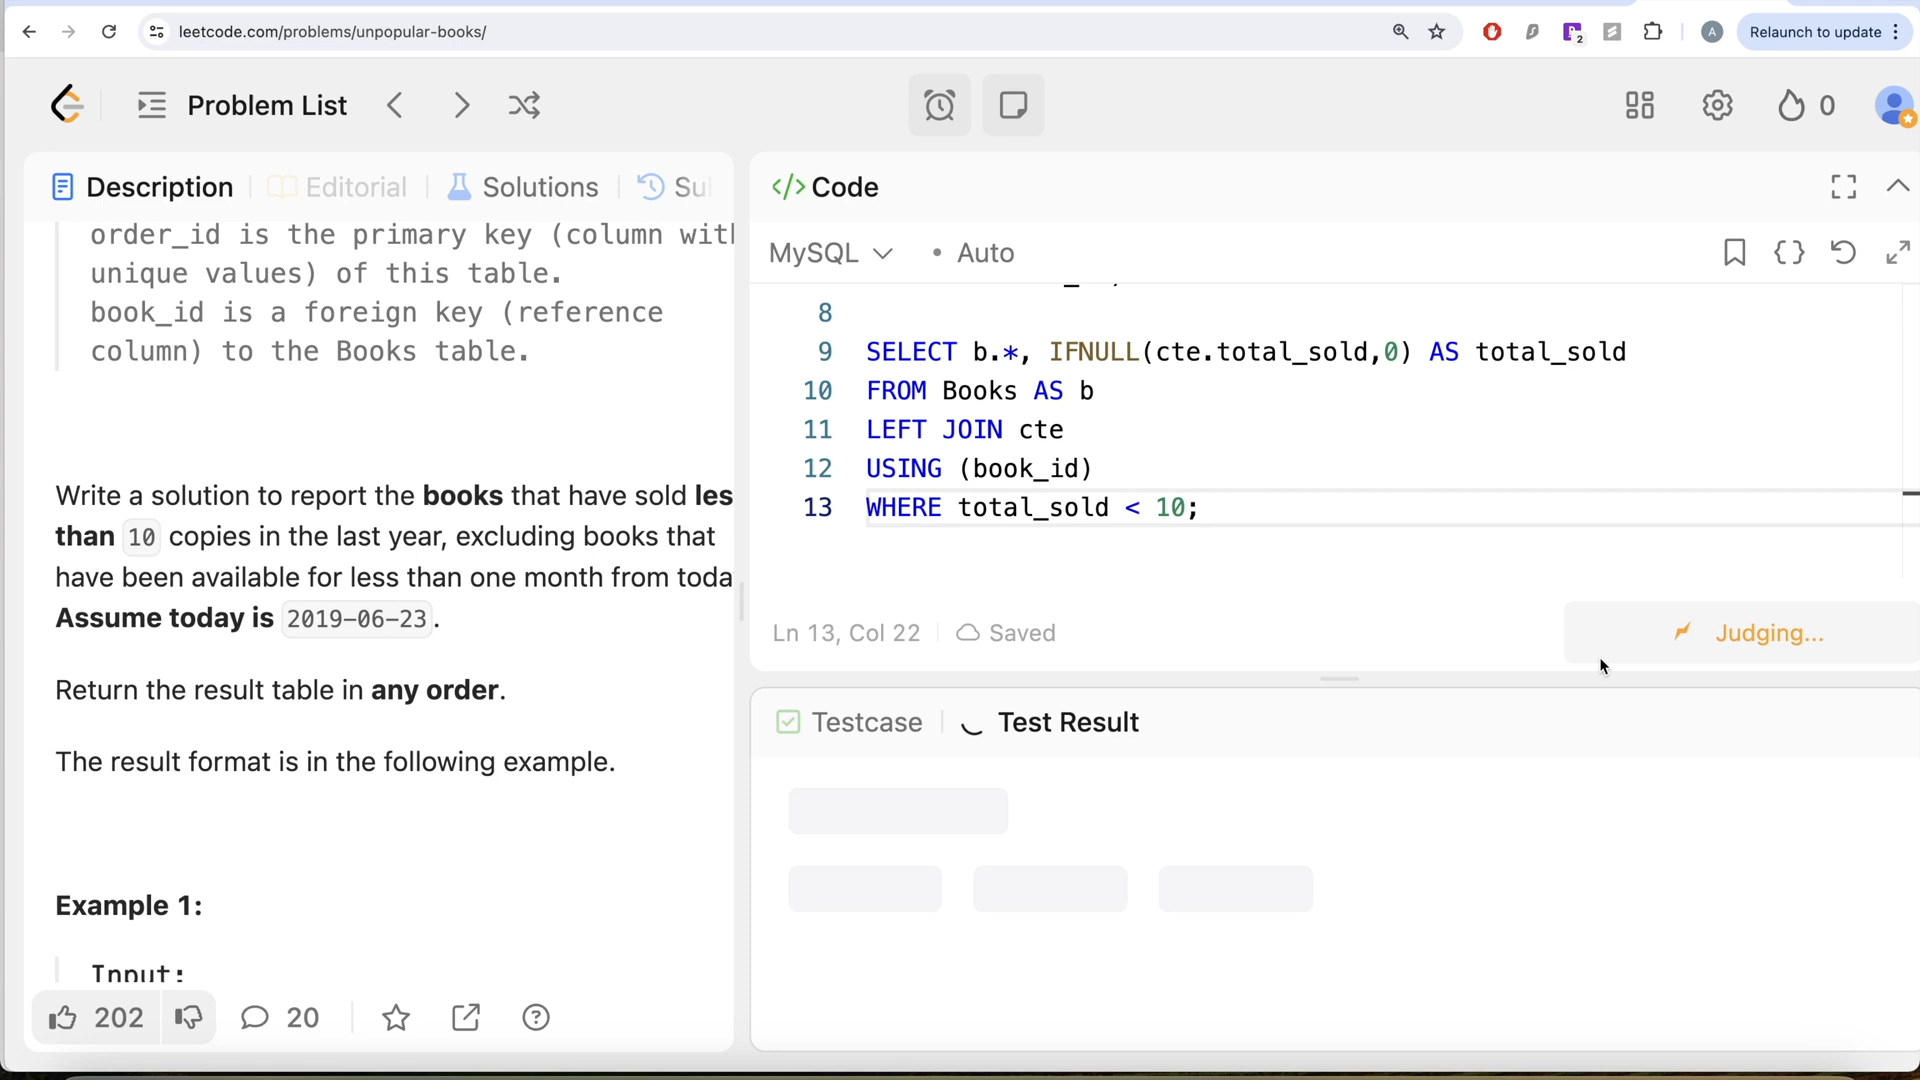 leetcode.com/problems/unpopular-books/
2
A
Relaunch to update
Problem List
0
Description
Editorial
Solutions
Code
MySQL
Auto
order_id is the primary key (column
unique values) of this table.
book_id is a foreign key (reference
column) to the Books table.
Write a solution to report the books that have sold
than 10 copies in the last year, excluding books that
have been available for less than one month from
Assume today is 2019-06-23.
Return the result table in any order.
The result format is in the following example.
Example 1:
Input:
202
20
8
9 SELECT b.*, IFNULL(cte.total_sold,0) AS total_sold
10 FROM Books AS b
11 LEFT JOIN cte
12 USING (book_id)
13 WHERE total_sold < 10;
Ln 13, Col 22
Saved
Judging...
Testcase
Test Result